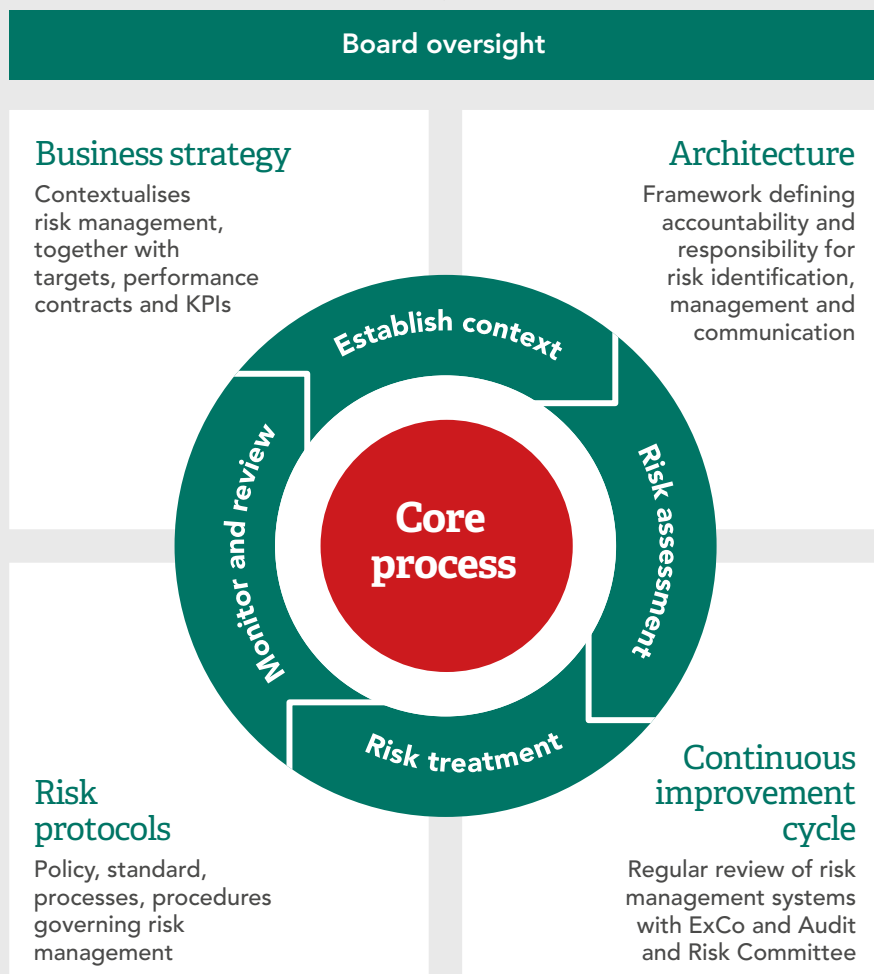 Board oversight
Business strategy
Contextualises
risk management,
together with
targets, performance
contracts and KPIs
Architecture
Framework defining
accountability and
responsibility for
risk identification,
management and
communication
Establish context
Risk assessment
Risk treatment
Monitor and review
Core
process
Risk
protocols
Policy, standard,
processes, procedures
governing risk
management
Continuous
improvement
cycle
Regular review of risk
management systems
with ExCo and Audit
and Risk Committee